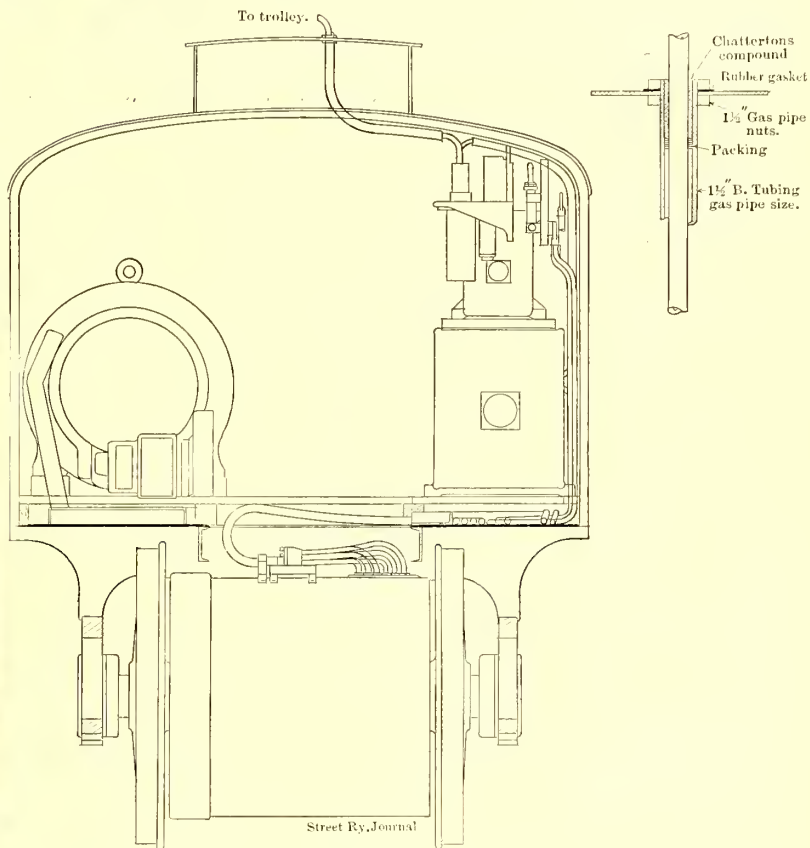 To trolley.
Chattertons
compound
Rubber gasket
1½" Gas pipe
nuts.
Packing
1½" B. Tubing
gas pipe size.
Street Ry. Journal